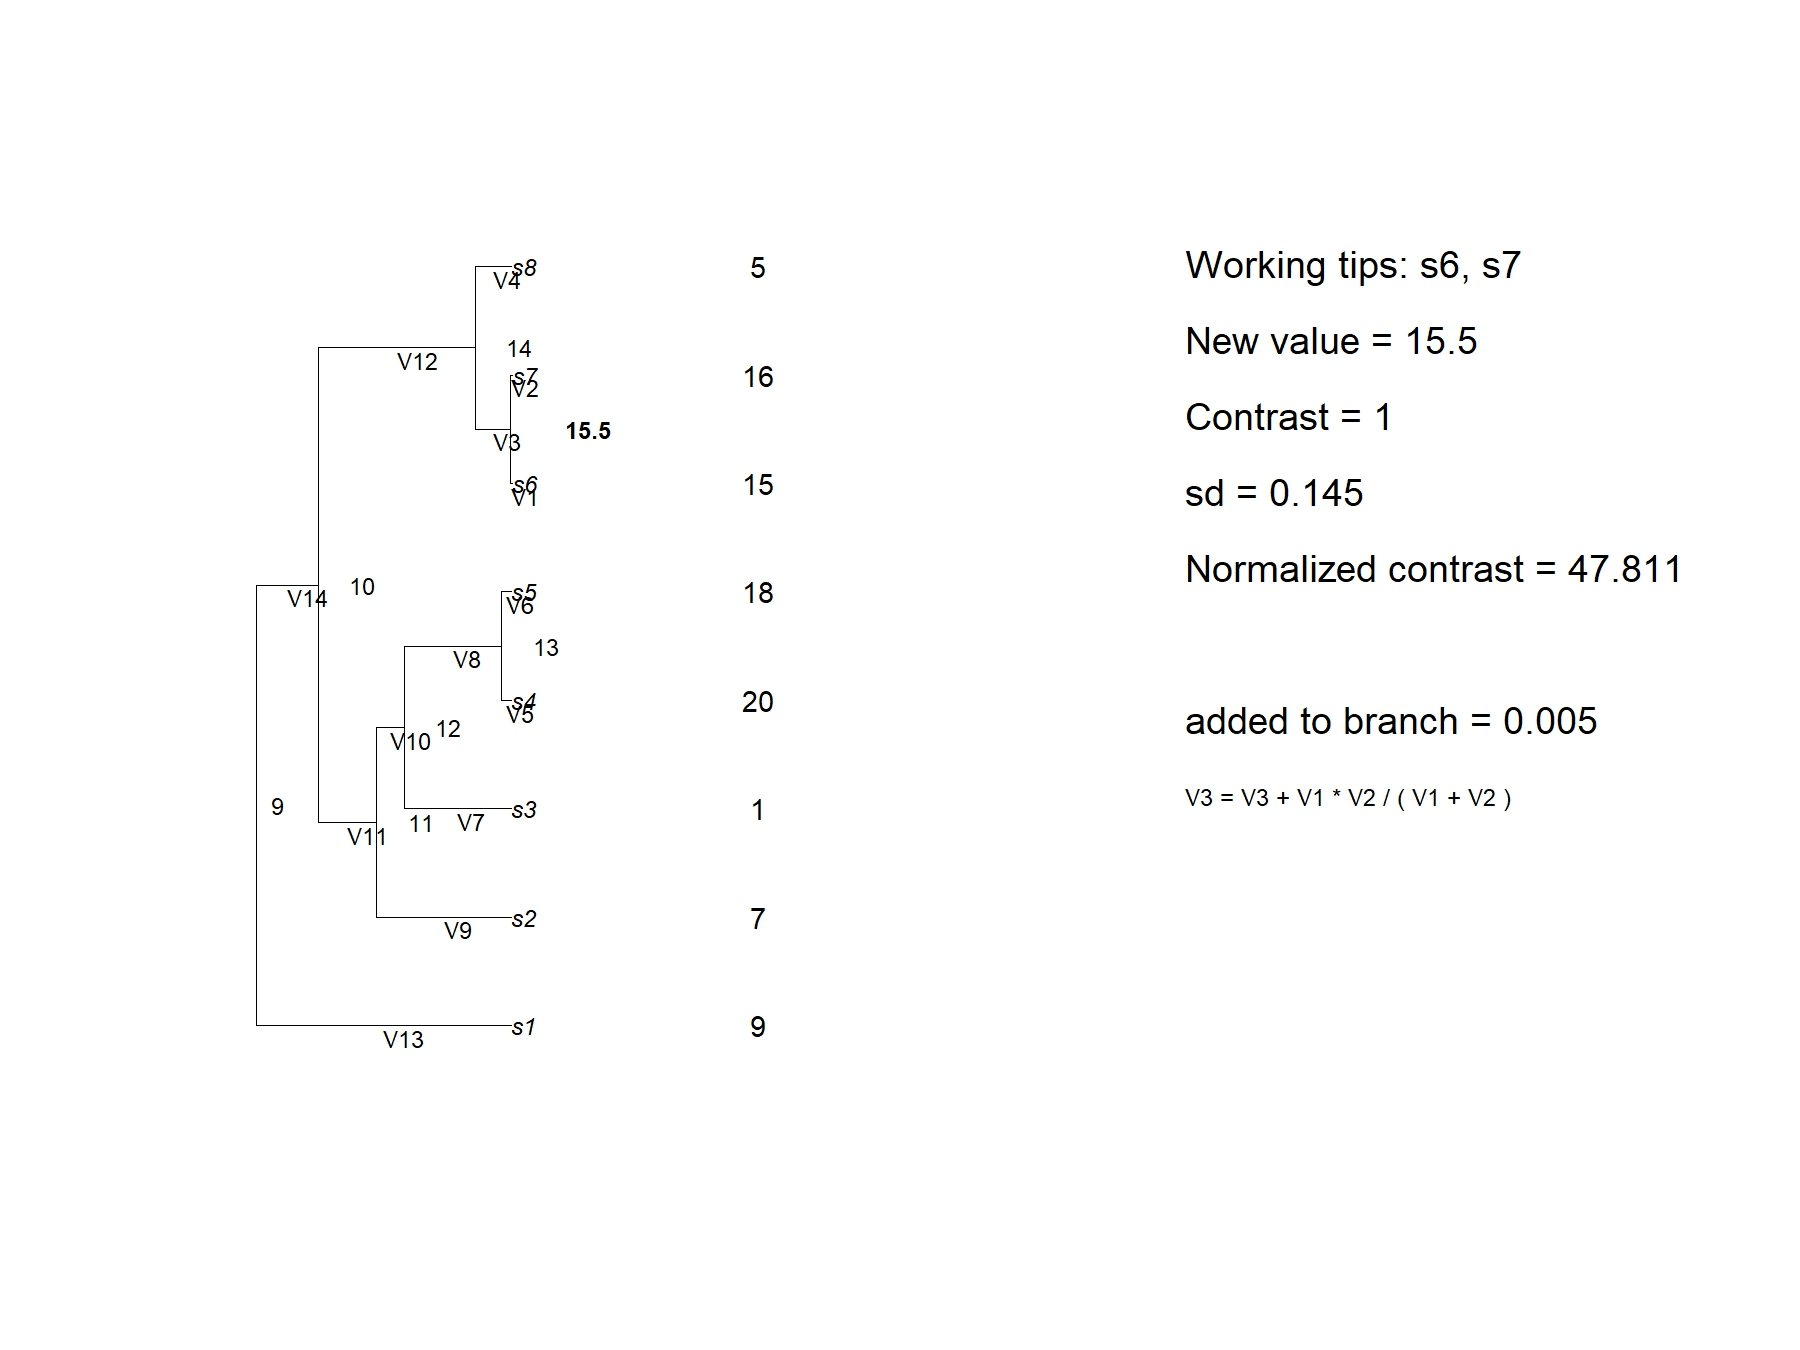 s8 5
V4
14
V12
s7 16
V2
15.5
V3
s6 15
V1
10
V14
s5 18
V6
13
V8
s4 20
V5
12
V10
9
s3 1
11 V7
V11
s2 7
V9
s1 9
V13
Working tips: s6, s7
New value = 15.5
Contrast = 1
sd = 0.145
Normalized contrast = 47.811
added to branch = 0.005
V3 = V3 + V1 * V2 / ( V1 + V2 )